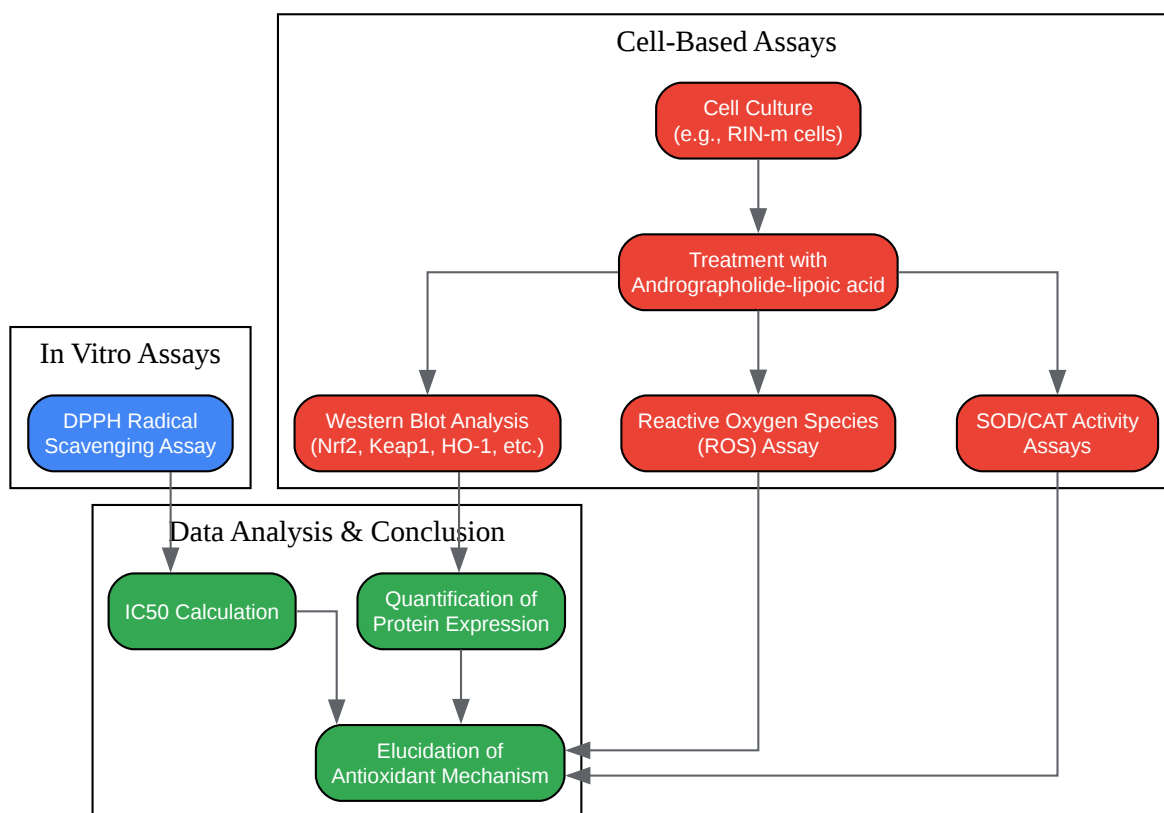 Cell-Based Assays
Cell Culture
(e.g., RIN-m cells)
Treatment with
Andrographolide-lipoic acid
In Vitro Assays
DPPH Radical
Scavenging Assay
Western Blot Analysis
(Nrf2, Keap1, HO-1, etc.)
Reactive Oxygen Species
(ROS) Assay
SOD/CAT Activity
Assays
Data Analysis & Conclusion
IC50 Calculation
Quantification of
Protein Expression
Elucidation of
Antioxidant Mechanism